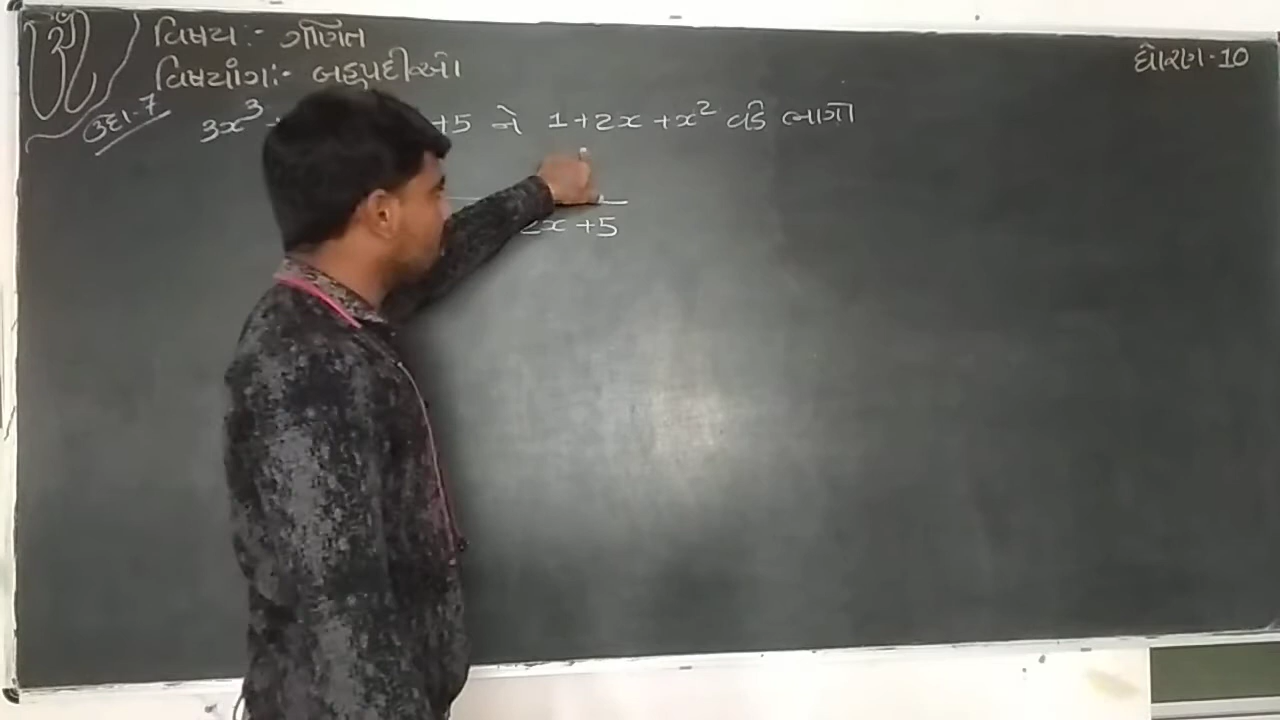 વિષય:- ગણિત
ધોરણ-10
વિષયાંગ:- બહુપદીઓ
ઉદા-7
3x³ +5 ને 1+2x+x² વડે ભાગો
2x+5